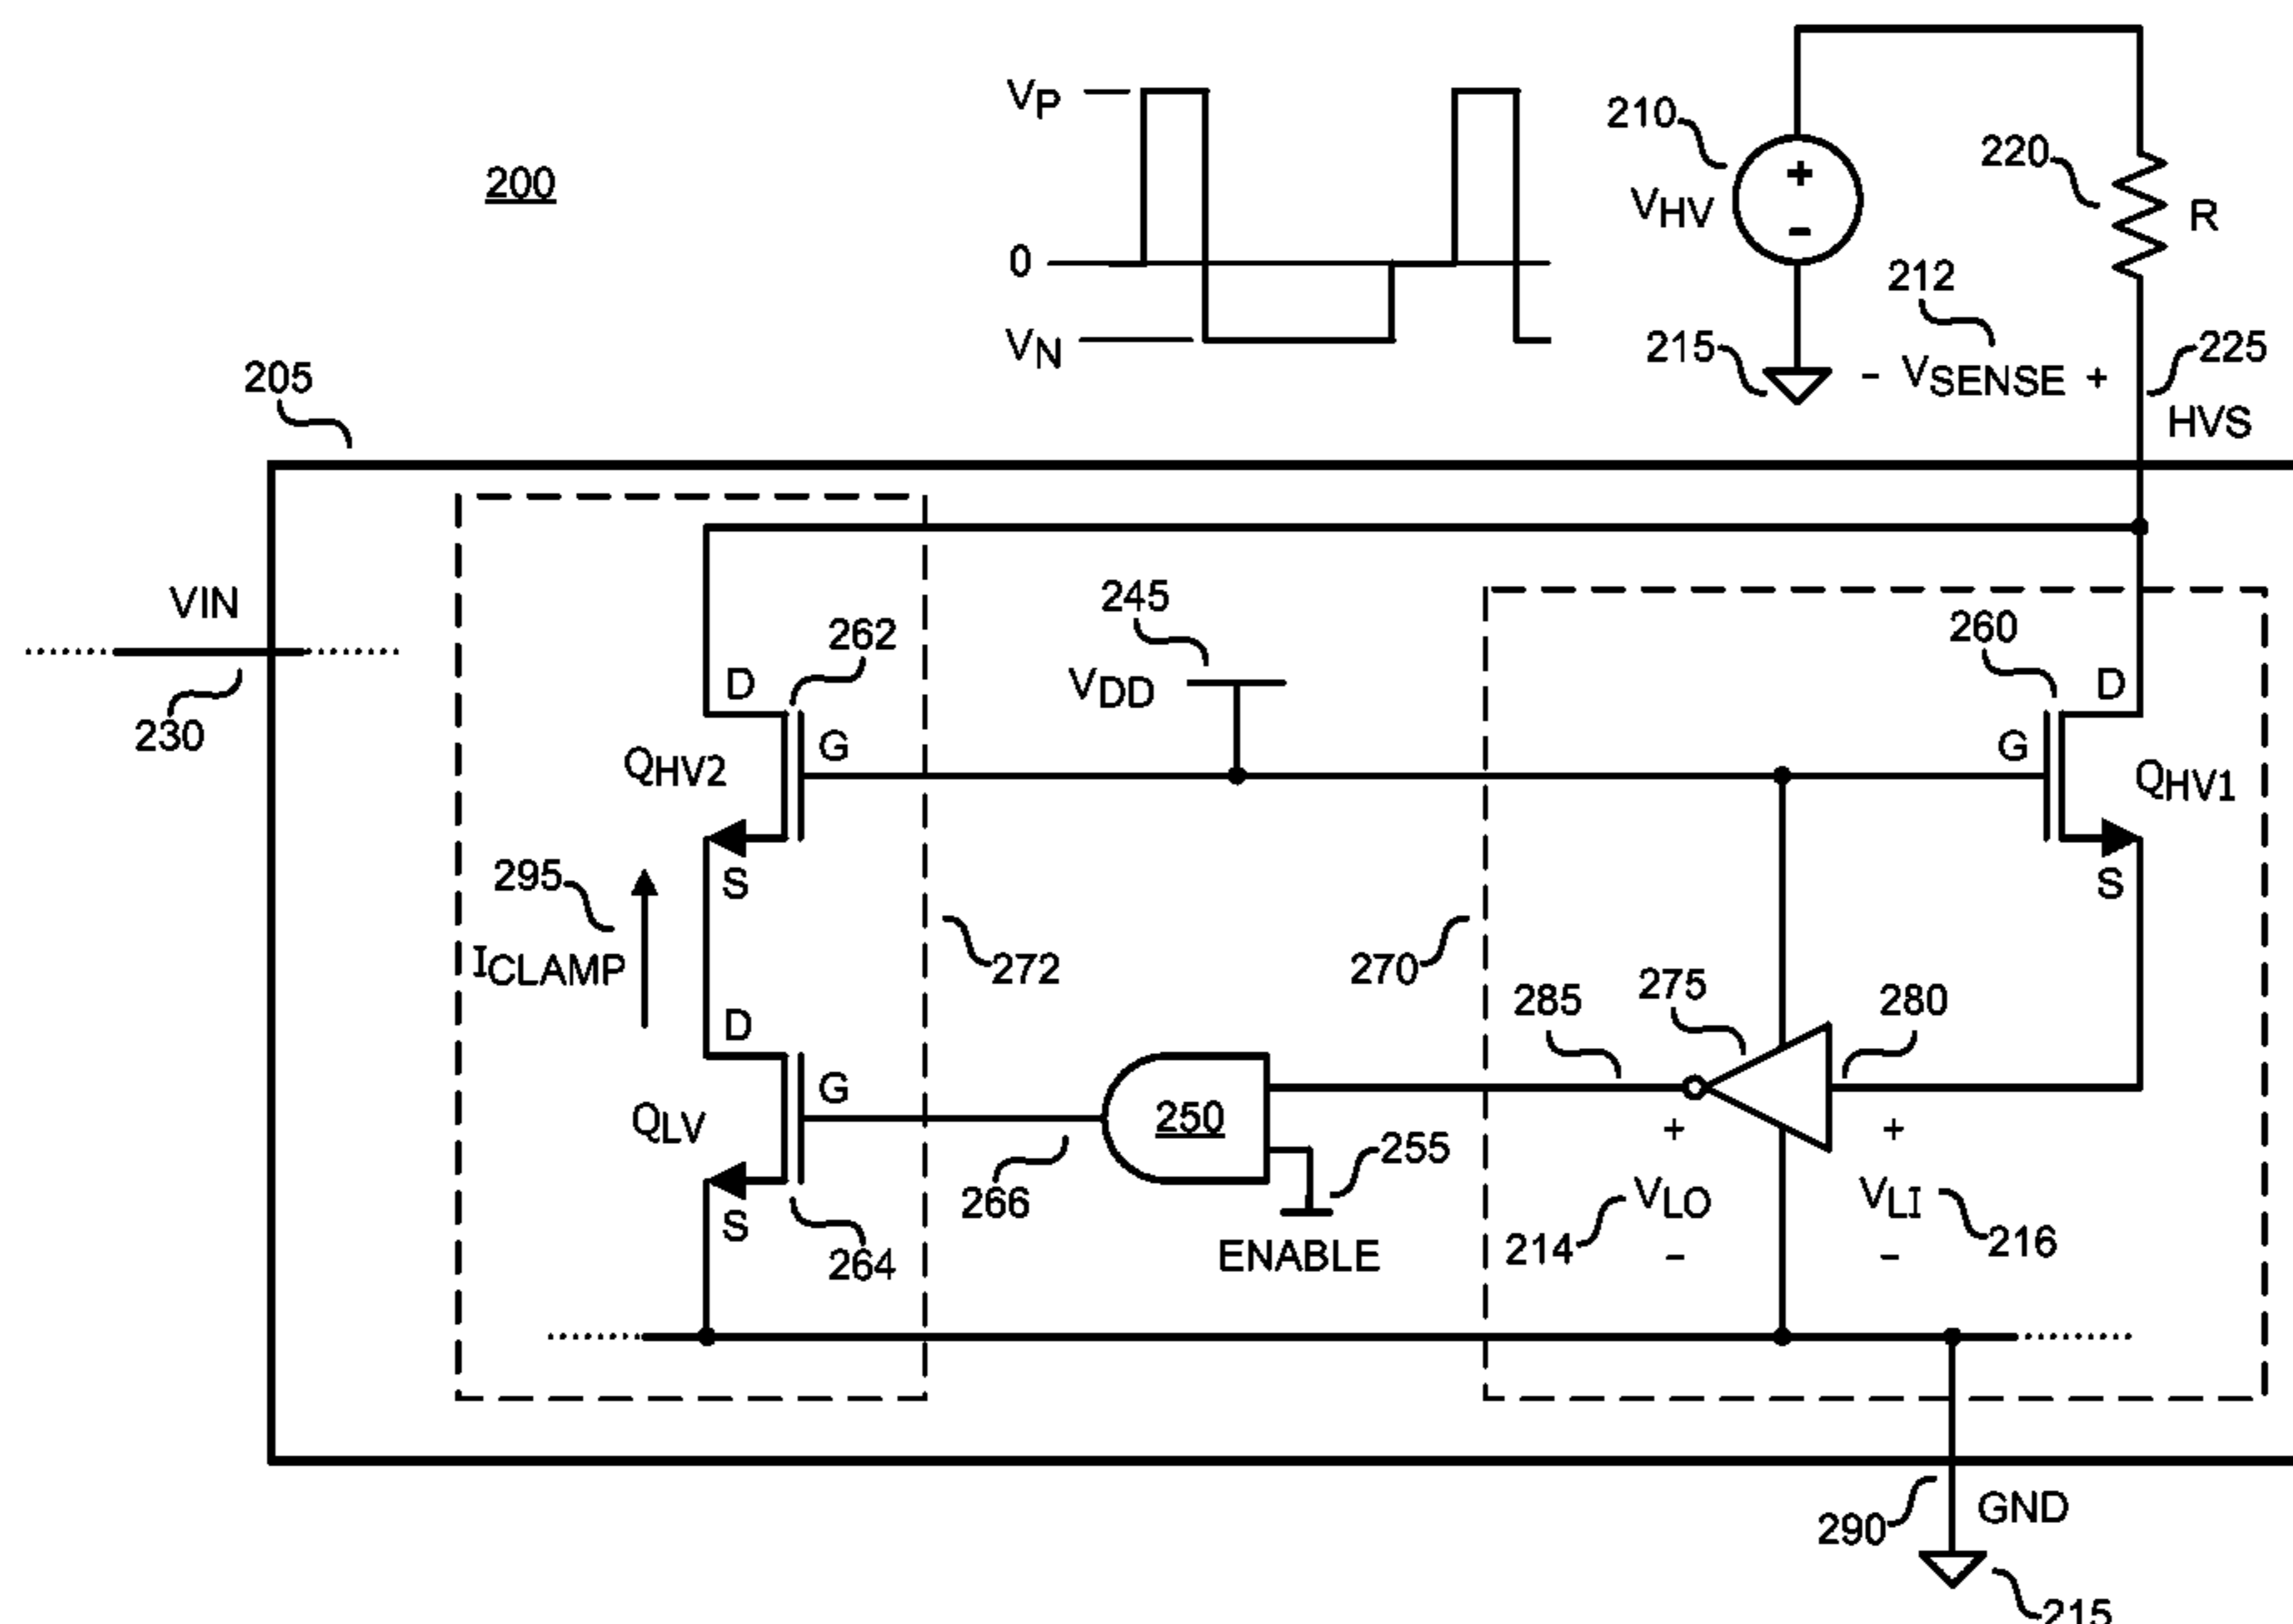 200
VP
0
VN
210
VHV
+
-
215
212
- VSENSE +
220
R
225
HVS
205
VIN
230
262
D
G
QHV2
S
245
VDD
260
D
G
QHV1
S
295
ICLAMP
272
270
D
G
QLV
S
264
266
250
255
ENABLE
285
275
280
+
VLO
-
214
+
VLI
-
216
290
GND
215